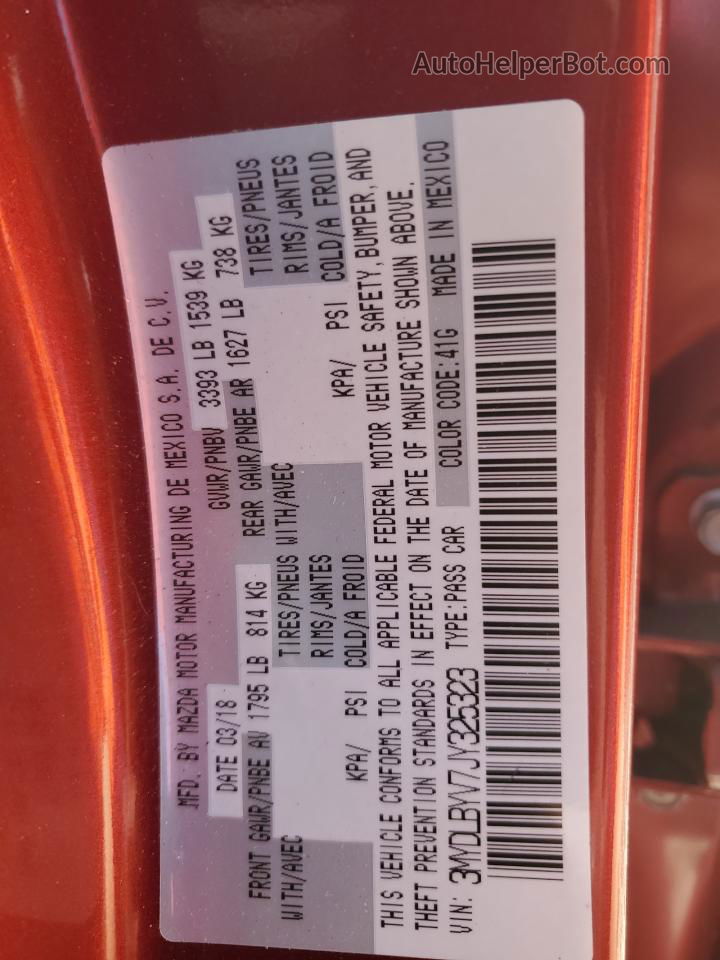 AutoHelperBot.com
MFD. BY MAZDA MOTOR MANUFACTURING DE MEXICO S.A. DE C.V.
DATE 03/18 GVWR/PNBV 3393 LB 1539 KG
FRONT GAWR/PNBE AV 1795 LB 814 KG REAR GAWR/PNBE AR 1627 LB 738 KG
WITH/AVEC TIRES/PNEUS WITH/AVEC TIRES/PNEUS
RIMS/JANTES RIMS/JANTES
KPA/ PSI COLD/A FROID KPA/ PSI COLD/A FROID
THIS VEHICLE CONFORMS TO ALL APPLICABLE FEDERAL MOTOR VEHICLE SAFETY, BUMPER, AND
THEFT PREVENTION STANDARDS IN EFFECT ON THE DATE OF MANUFACTURE SHOWN ABOVE.
VIN: 3MYDLBYV7JY325323 TYPE:PASS CAR COLOR CODE:41G MADE IN MEXICO